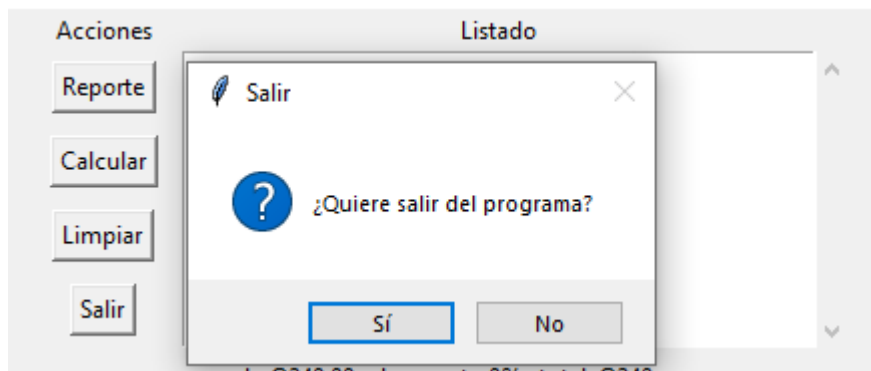 Acciones Listado
Reporte
Salir
Calcular
¿Quiere salir del programa?
Limpiar
Salir
Sí No